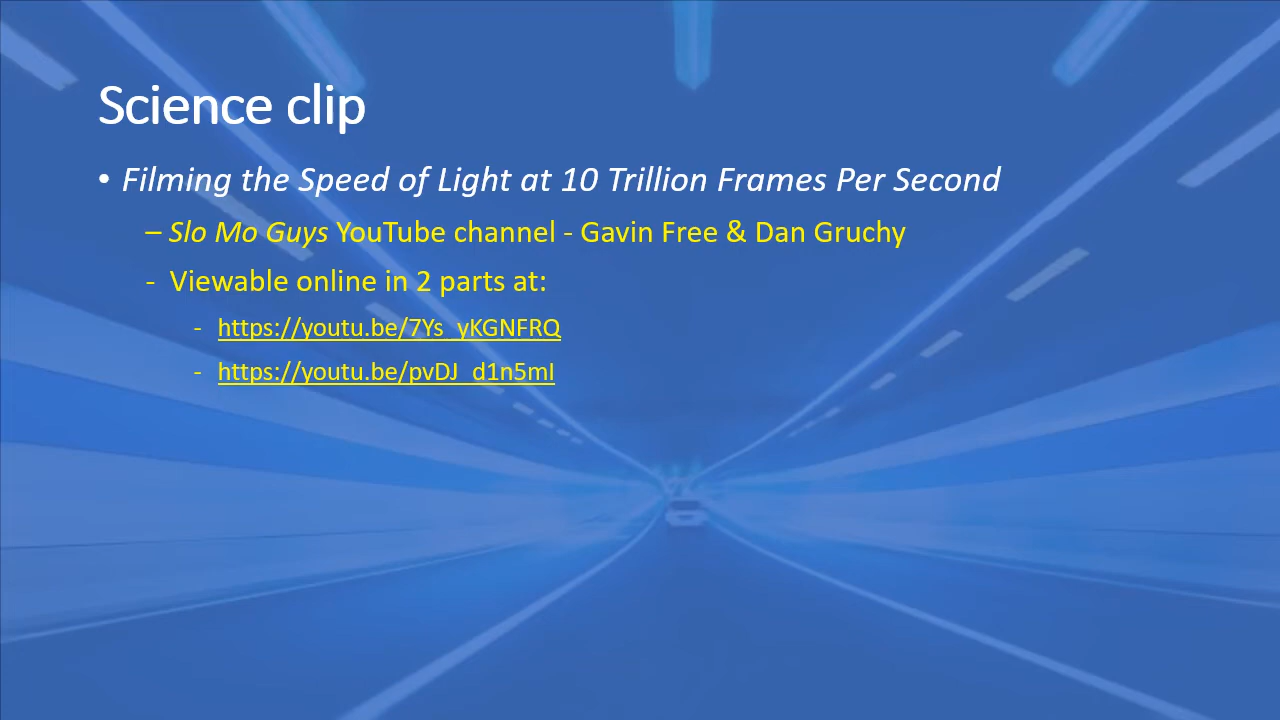 Science clip
• Filming the Speed of Light at 10 Trillion Frames Per Second
– Slo Mo Guys YouTube channel - Gavin Free & Dan Gruchy
- Viewable online in 2 parts at:
- https://youtu.be/7Ys_yKGNFRQ
- https://youtu.be/pvDJ_d1n5mI